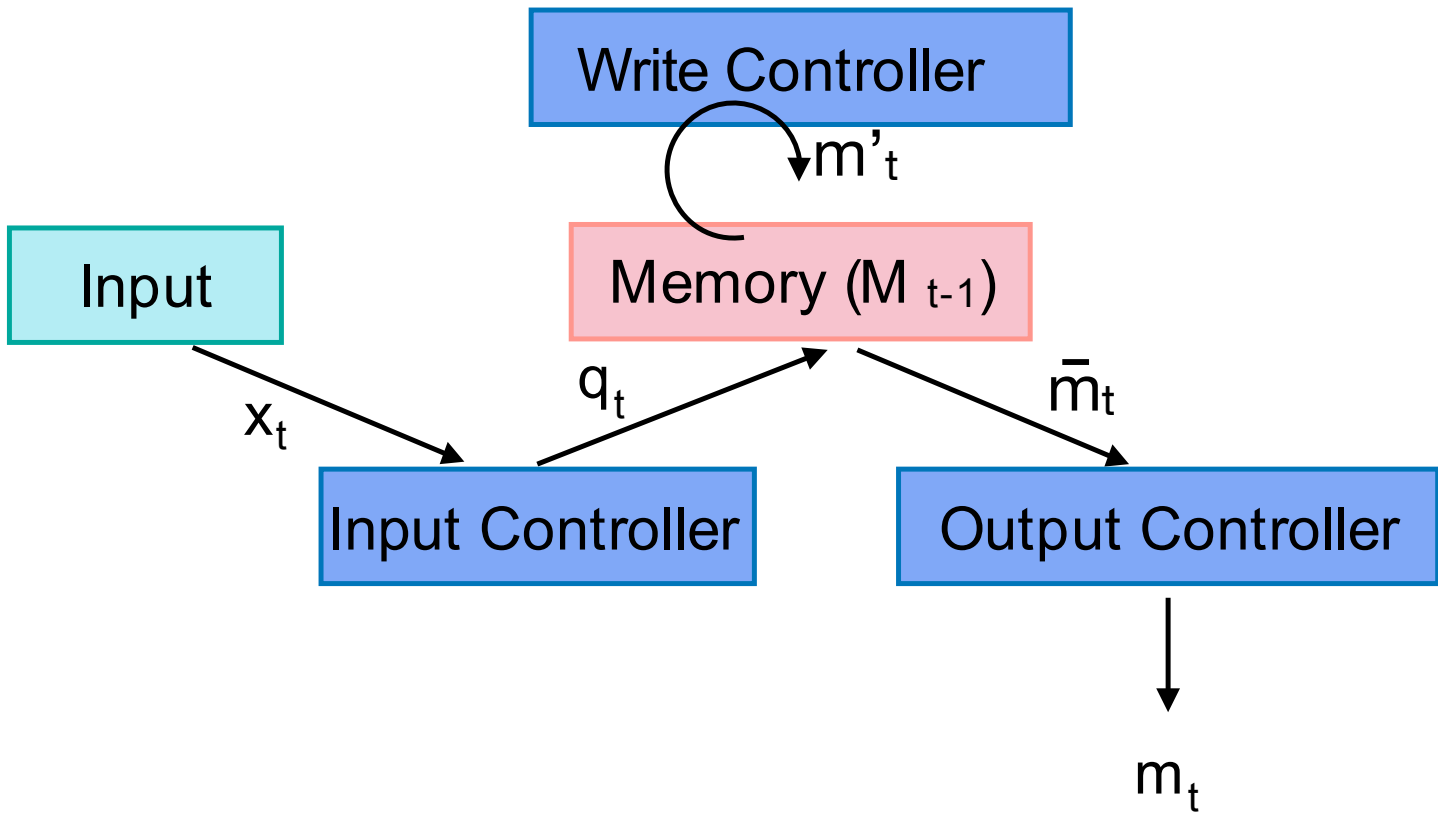 Write Controller
m’t
Input
Memory (M t-1)
qt
m̄t
xt
Input Controller
Output Controller
mt